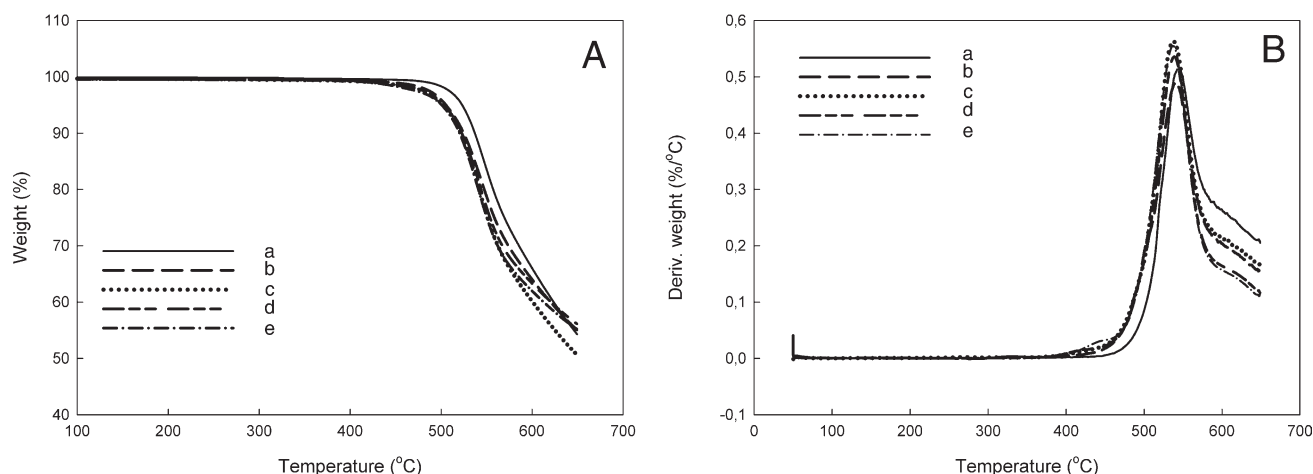 A
110
100
90
80
70
60
50
40
Weight (%)
a
b
c
d
e
100 200 300 400 500 600 700
Temperature (°C)
B
0,6
0,5
0,4
0,3
0,2
0,1
0,0
-0,1
Deriv. weight (%/°C)
a
b
c
d
e
0 100 200 300 400 500 600 700
Temperature (°C)